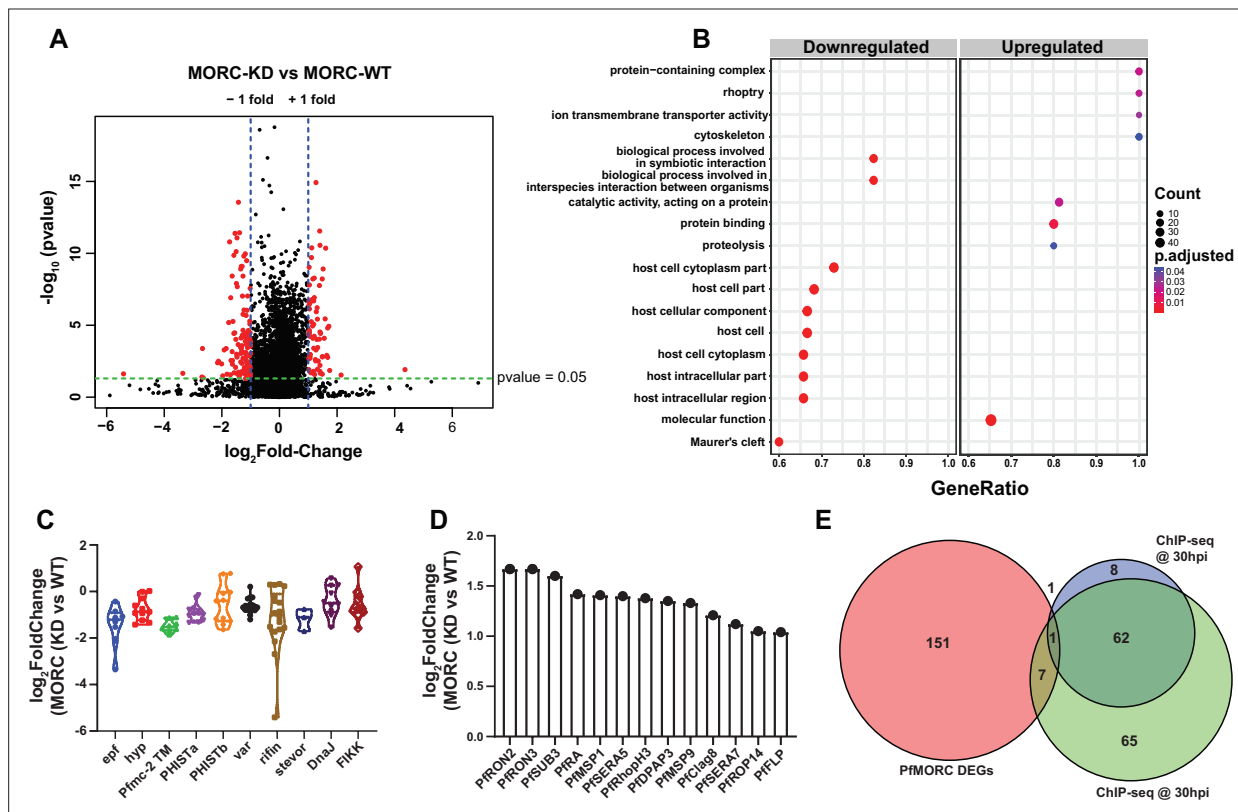 A
MORC-KD vs MORC-WT
− 1 fold + 1 fold
-log10 (pvalue)
15
10
5
0
pvalue = 0.05
−6 −4 −2 0 2 4 6
log2Fold-Change
B
Downregulated Upregulated
protein−containing complex
rhoptry
ion transmembrane transporter activity
cytoskeleton
biological process involved
in symbiotic interaction
biological process involved in
interspecies interaction between organisms
catalytic activity, acting on a protein
protein binding
proteolysis
host cell cytoplasm part
host cell part
host cellular component
host cell
host cell cytoplasm
host intracellular part
host intracellular region
molecular function
Maurer's cleft
0.6 0.7 0.8 0.9 1.0 0.6 0.7 0.8 0.9 1.0
GeneRatio
Count
10
20
30
40
p.adjusted
0.04
0.03
0.02
0.01
C
log2FoldChange
(MORC (KD vs WT)
2
0
-2
-4
-6
epf hyp Pfmc-2 TM PHISTa PHISTb var rifin stevor DnaJ FIKK
D
log2FoldChange
(MORC (KD vs WT)
2.0
1.5
1.0
0.5
0.0
PfRON2 PfRON3 PfSUB3 PfRA PfMSP1 PfSERA5 PfRhopH3 PfDPAP3 PfMSP9 PfClag8 PfSERA7 PfROP14 PfFLP
E
ChIP-seq
@ 30hpi
8
1
151
1
62
7
65
PfMORC DEGs
ChIP-seq @ 30hpi